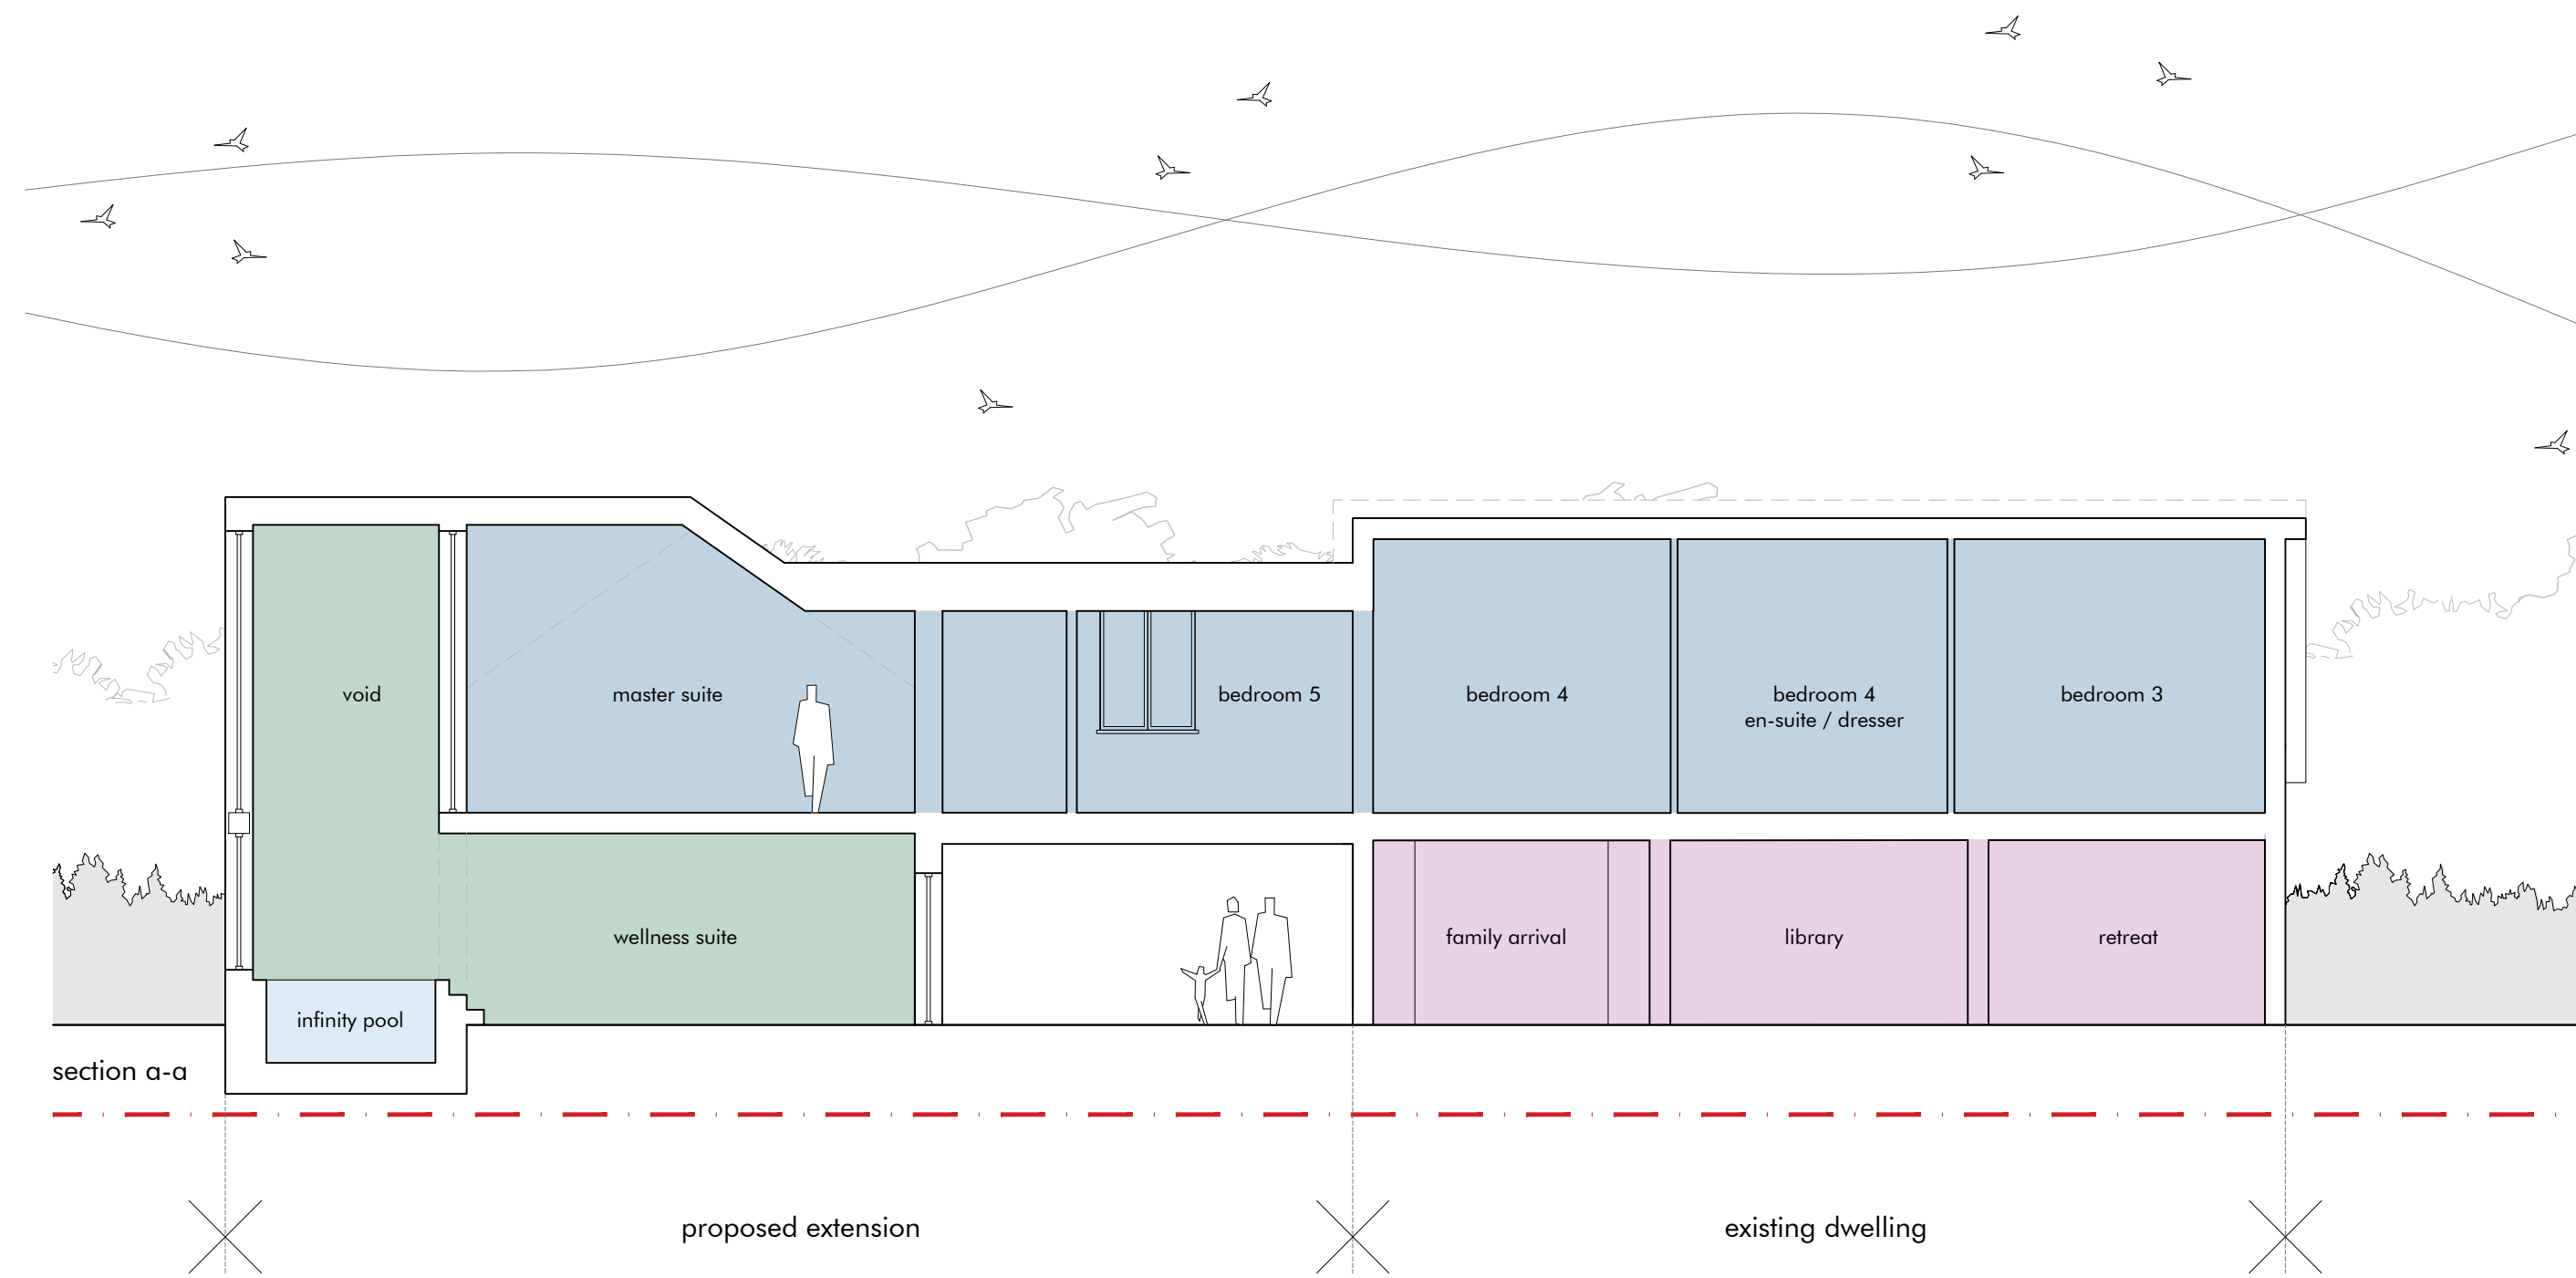 void
master suite
bedroom 5
bedroom 4
bedroom 4
en-suite / dresser
bedroom 3
wellness suite
family arrival
library
retreat
infinity pool
section a-a
proposed extension
existing dwelling